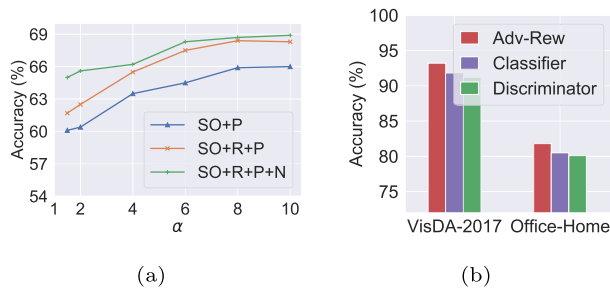 Accuracy (%)
69
66
63
60
57
54
1 2 4 6 8 10
α
SO+P
SO+R+P
SO+R+P+N
(a)
Accuracy (%)
100
95
90
85
80
75
Adv-Rew
Classifier
Discriminator
VisDA-2017 Office-Home
(b)